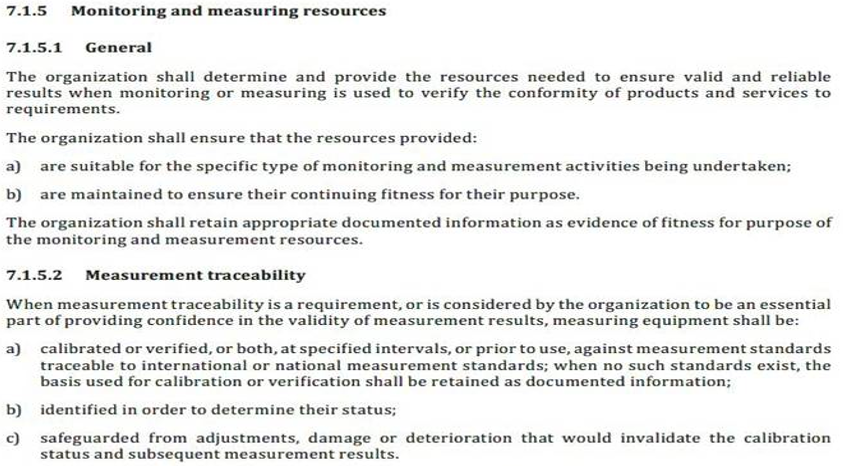 7.1.5 Monitoring and measuring resources
7.1.5.1 General
The organization shall determine and provide the resources needed to ensure valid and reliable
results when monitoring or measuring is used to verify the conformity of products and services to
requirements.
The organization shall ensure that the resources provided:
a) are suitable for the specific type of monitoring and measurement activities being undertaken;
b) are maintained to ensure their continuing fitness for their purpose.
The organization shall retain appropriate documented information as evidence of fitness for purpose of
the monitoring and measurement resources.
7.1.5.2 Measurement traceability
When measurement traceability is a requirement, or is considered by the organization to be an essential
part of providing confidence in the validity of measurement results, measuring equipment shall be:
a) calibrated or verified, or both, at specified intervals, or prior to use, against measurement standards
traceable to international or national measurement standards; when no such standards exist, the
basis used for calibration or verification shall be retained as documented information;
b) identified in order to determine their status;
c) safeguarded from adjustments, damage or deterioration that would invalidate the calibration
status and subsequent measurement results.